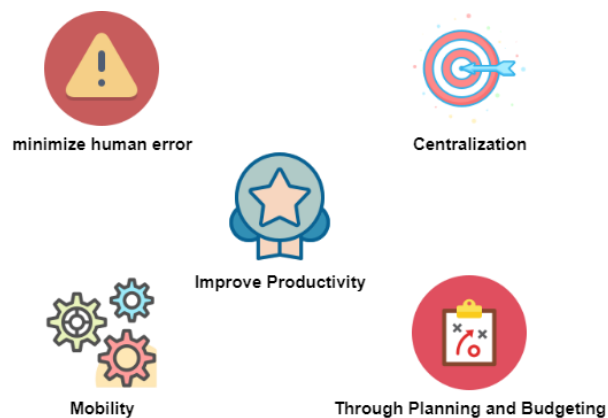 minimize human error
Centralization
Improve Productivity
Mobility
Through Planning and Budgeting